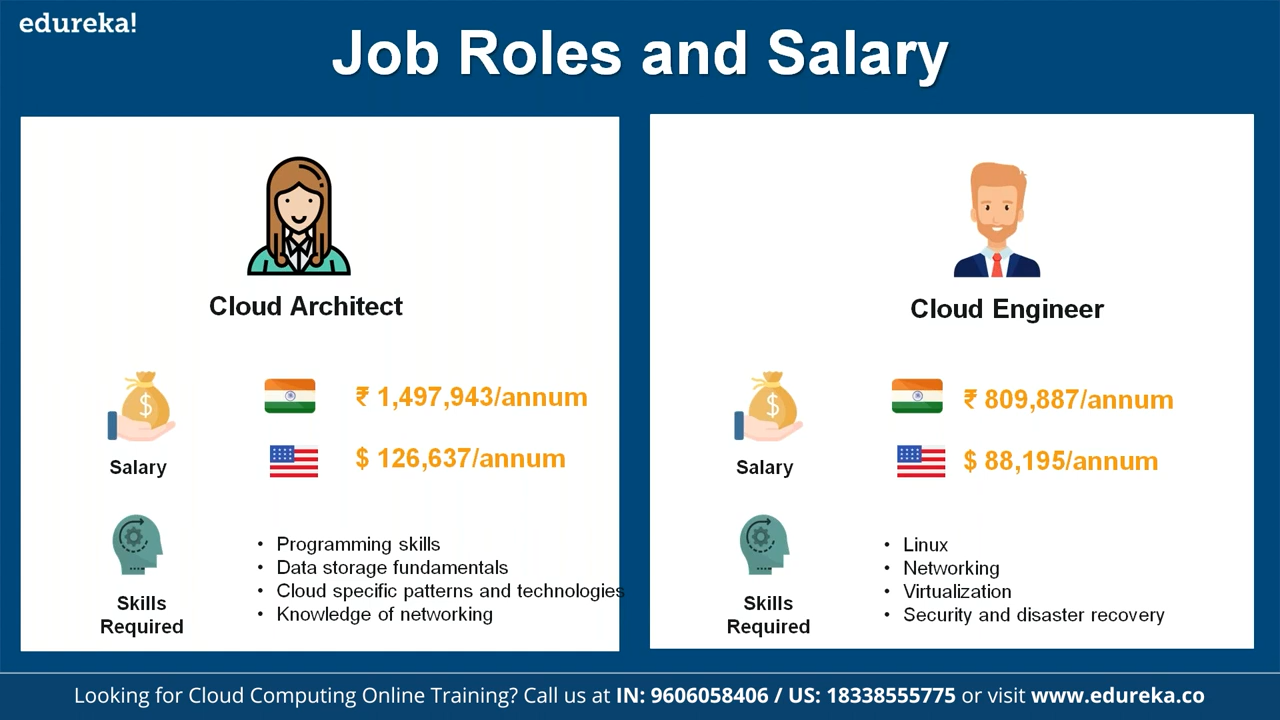 edureka!
Job Roles and Salary
Cloud Architect
$
Salary
₹ 1,497,943/annum
$ 126,637/annum
Skills
Required
• Programming skills
• Data storage fundamentals
• Cloud specific patterns and technologies
• Knowledge of networking
Cloud Engineer
$
Salary
₹ 809,887/annum
$ 88,195/annum
Skills
Required
• Linux
• Networking
• Virtualization
• Security and disaster recovery
Looking for Cloud Computing Online Training? Call us at IN: 9606058406 / US: 18338555775 or visit www.edureka.co